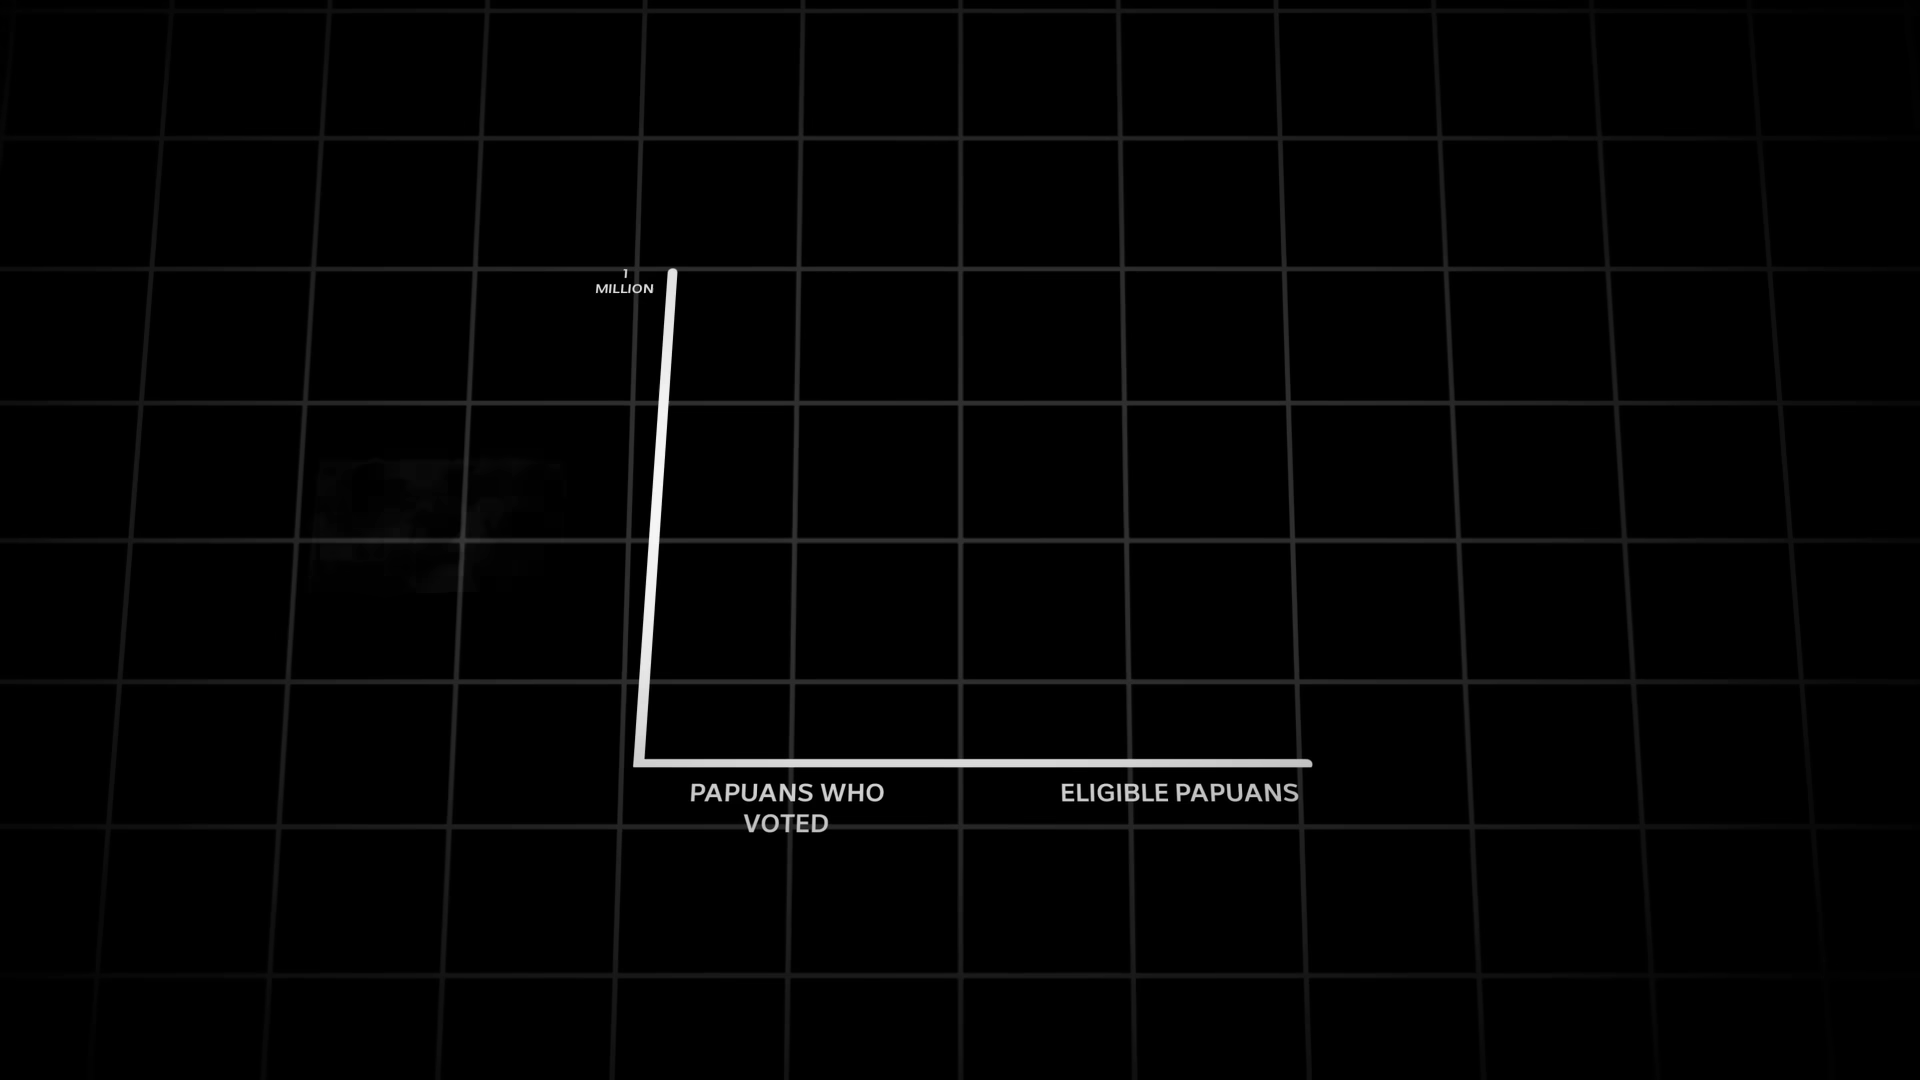 1
MILLION
PAPUANS WHO
VOTED
ELIGIBLE PAPUANS